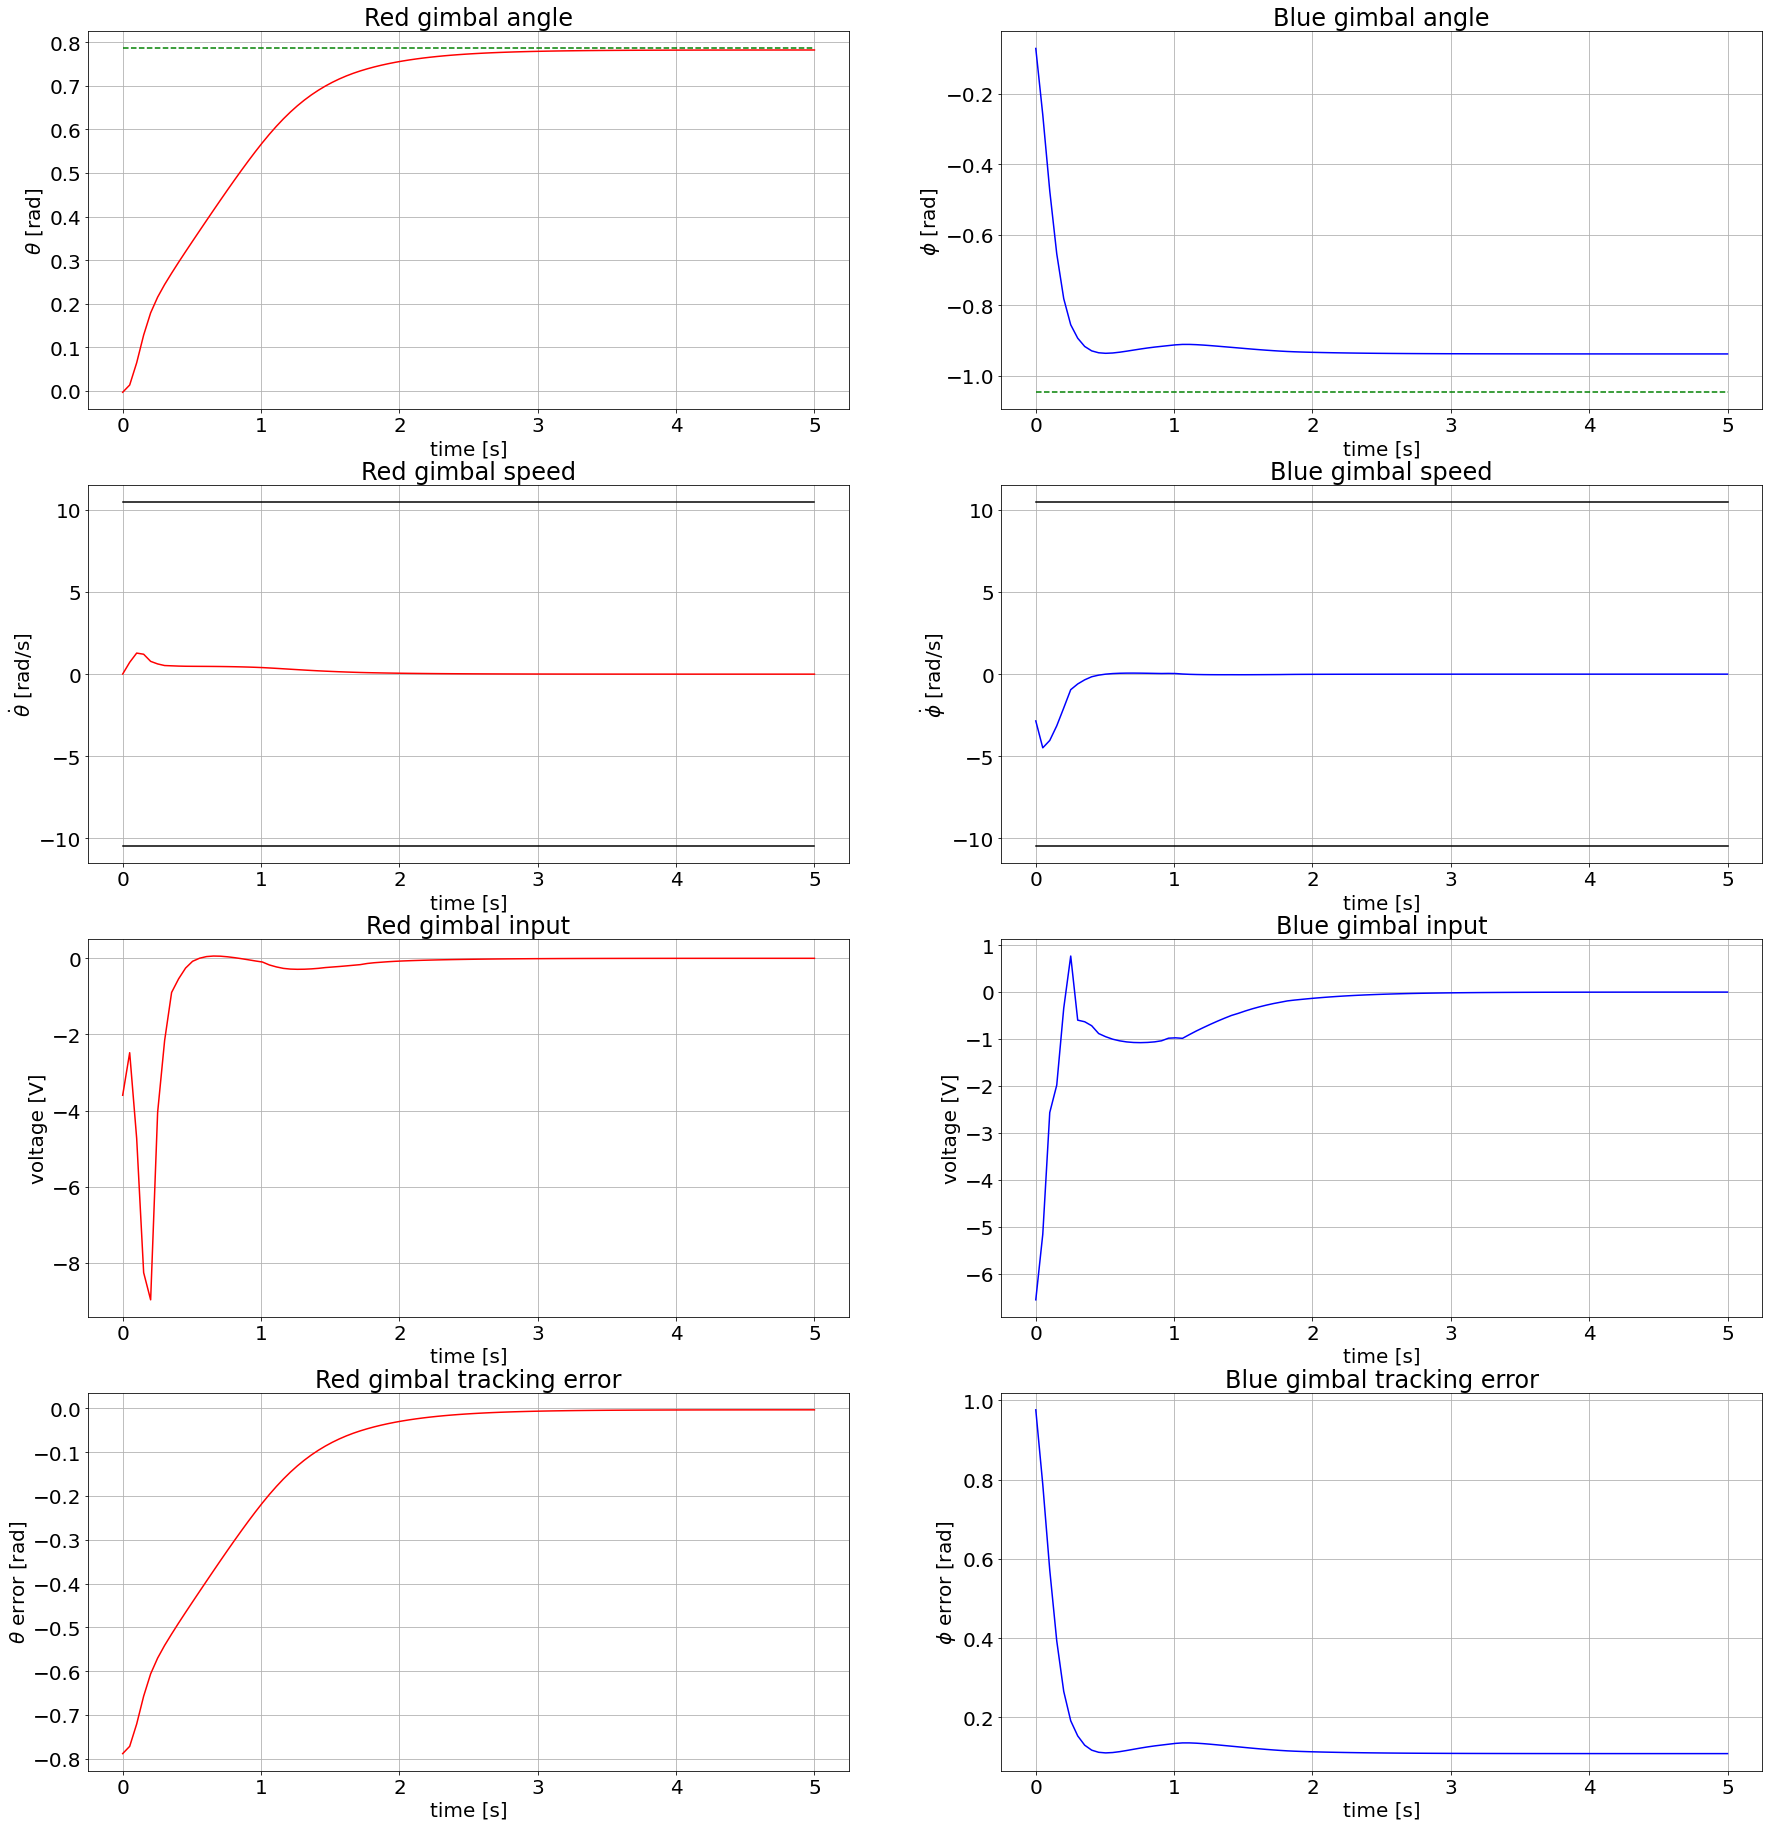 Red gimbal angle
0.8
0.7
0.6
0.5
0.4
0.3
0.2
0.1
0.0
θ [rad]
0 1 2 3 4 5
time [s]
Blue gimbal angle
−0.2
−0.4
−0.6
−0.8
−1.0
ϕ [rad]
0 1 2 3 4 5
time [s]
Red gimbal speed
10
5
0
−5
−10
θ̇ [rad/s]
0 1 2 3 4 5
time [s]
Blue gimbal speed
10
5
0
−5
−10
ϕ̇ [rad/s]
0 1 2 3 4 5
time [s]
Red gimbal input
0
−2
−4
−6
−8
voltage [V]
0 1 2 3 4 5
time [s]
Blue gimbal input
1
0
−1
−2
−3
−4
−5
−6
voltage [V]
0 1 2 3 4 5
time [s]
Red gimbal tracking error
0.0
−0.1
−0.2
−0.3
−0.4
−0.5
−0.6
−0.7
−0.8
θ error [rad]
0 1 2 3 4 5
time [s]
Blue gimbal tracking error
1.0
0.8
0.6
0.4
0.2
ϕ error [rad]
0 1 2 3 4 5
time [s]